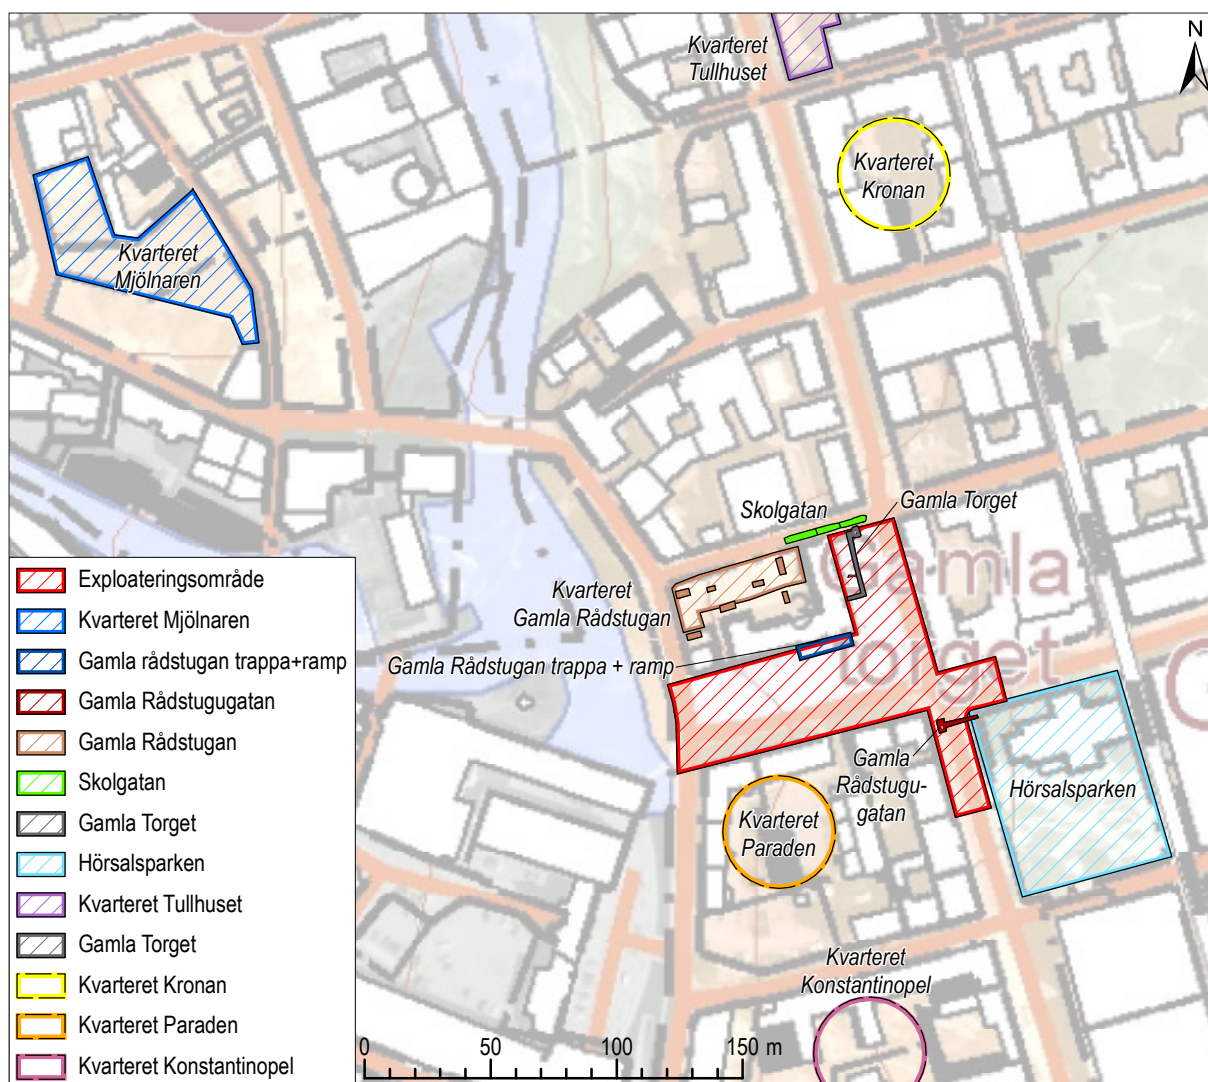 Kvarteret
Tullhuset
N
Kvarteret
Kronan
Kvarteret
Mjölnaren
Skolgatan
Gamla Torget
Gamla
torget
G
Kvarteret
Gamla Rådstugan
Gamla Rådstugan trappa + ramp
Gamla
Rådstugu-
gatan
Hörsalsparken
Kvarteret
Paraden
Kvarteret
Konstantinopel
Exploateringsområde
Kvarteret Mjölnaren
Gamla rådstugan trappa+ramp
Gamla Rådstugugatan
Gamla Rådstugan
Skolgatan
Gamla Torget
Hörsalsparken
Kvarteret Tullhuset
Gamla Torget
Kvarteret Kronan
Kvarteret Paraden
Kvarteret Konstantinopel
0 50 100 150 m